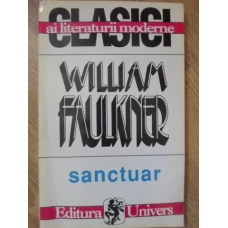 CLASICI
ai literaturii moderne
WILLIAM
FAULKNER
sanctuar
Editura Univers